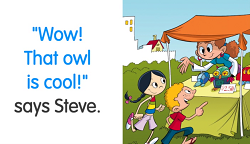 "Wow!
That owl
is cool!"
says Steve.